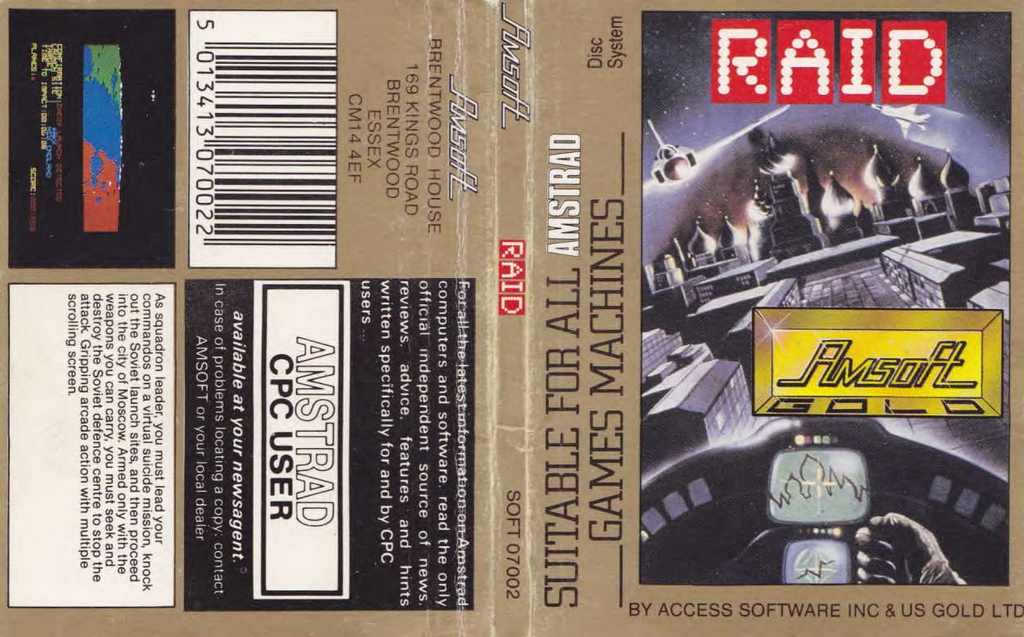 RAID
Amsoft
GOLD
BY ACCESS SOFTWARE INC & US GOLD LTD
Disc
System
SUITABLE FOR ALL AMSTRAD
GAMES MACHINES
Amsoft
RAID
SOFT 07002
Amsoft
BRENTWOOD HOUSE
169 KINGS ROAD
BRENTWOOD
ESSEX
CM14 4EF
5 013413 070022
For all the latest information on Amstrad
computers and software, read the only
official independent source of news,
reviews, advice, features and hints
written specifically for and by CPC
users...
AMSTRAD
CPC USER
available at your newsagent.
In case of problems locating a copy: contact
AMSOFT or your local dealer
TIME TO IMPACT:
PLANES:
SCORE:
As squadron leader, you must lead your
commandos on a virtual suicide mission, knock
out the Soviet launch sites, and then proceed
into the city of Moscow. Armed only with the
weapons you can carry, you must seek and
destroy the Soviet defence centre to stop the
attack. Gripping arcade action with multiple
scrolling screen.